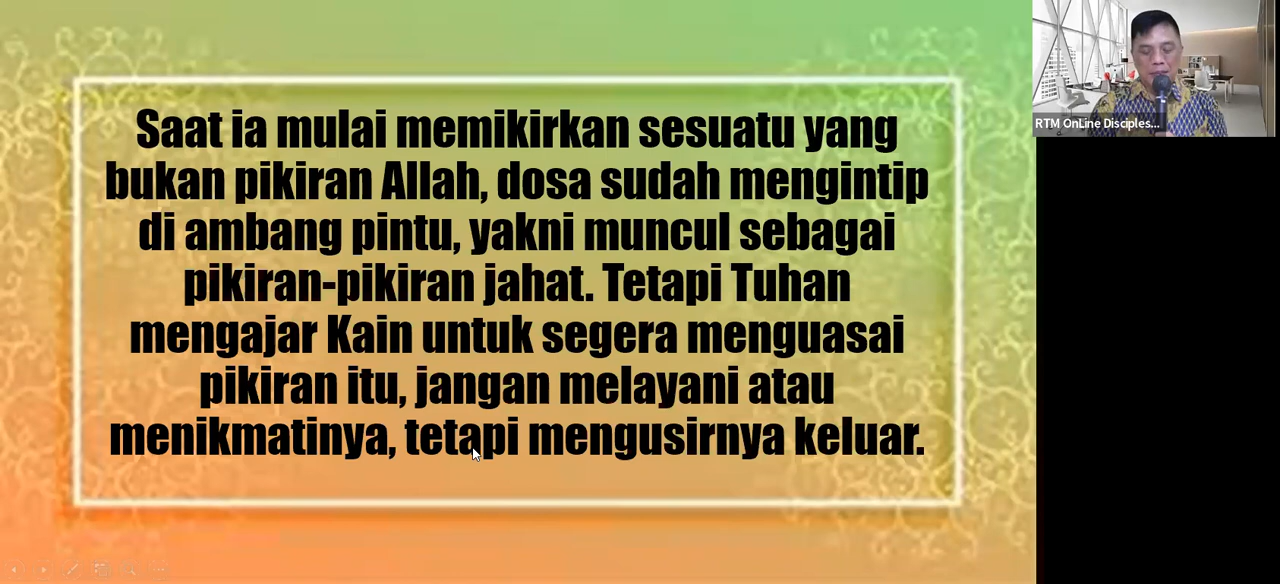 Saat ia mulai memikirkan sesuatu yang
bukan pikiran Allah, dosa sudah mengintip
di ambang pintu, yakni muncul sebagai
pikiran-pikiran jahat. Tetapi Tuhan
mengajar Kain untuk segera menguasai
pikiran itu, jangan melayani atau
menikmatinya, tetapi mengusirnya keluar.
RTM OnLine Disciples...